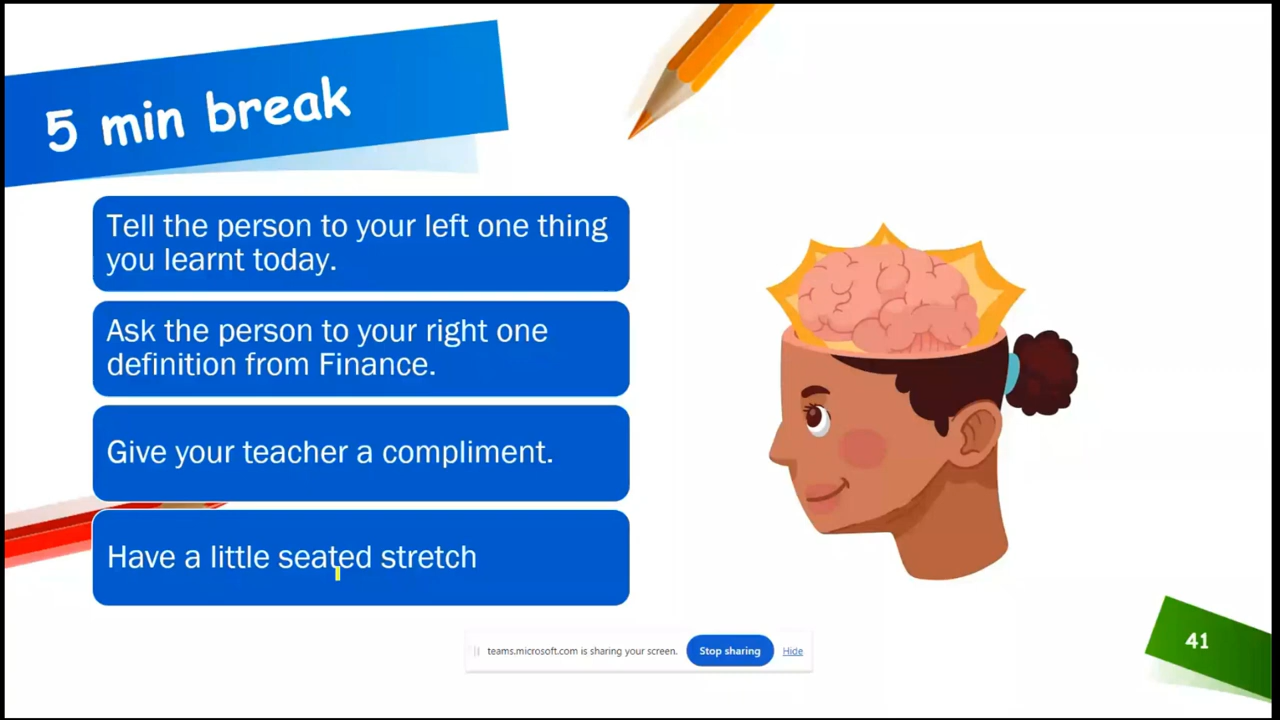 5 min break
Tell the person to your left one thing
you learnt today.
Ask the person to your right one
definition from Finance.
Give your teacher a compliment.
Have a little seated stretch
teams.microsoft.com is sharing your screen. Stop sharing Hide
41